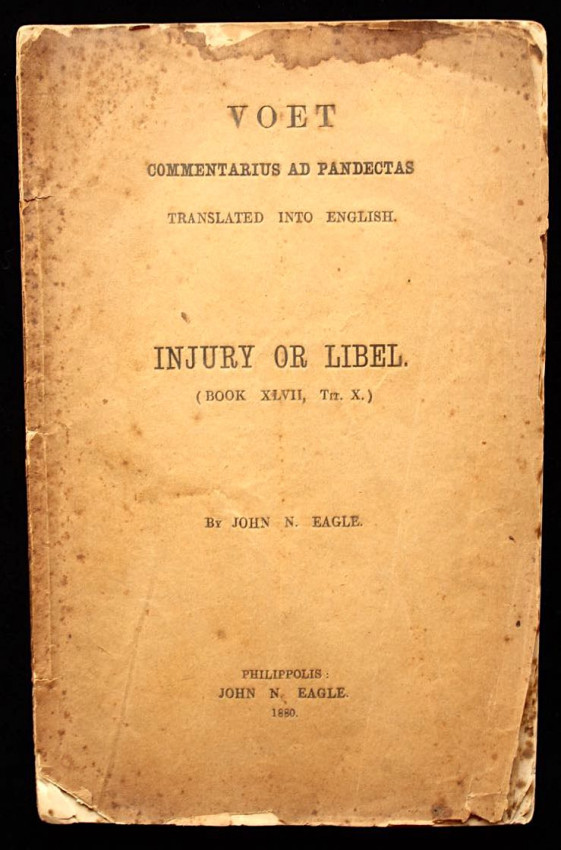 VOET
COMMENTARIUS AD PANDECTAS
TRANSLATED INTO ENGLISH.
INJURY OR LIBEL.
(BOOK XLVII, Tit. X.)
By JOHN N. EAGLE.
PHILIPPOLIS:
JOHN N. EAGLE.
1880.